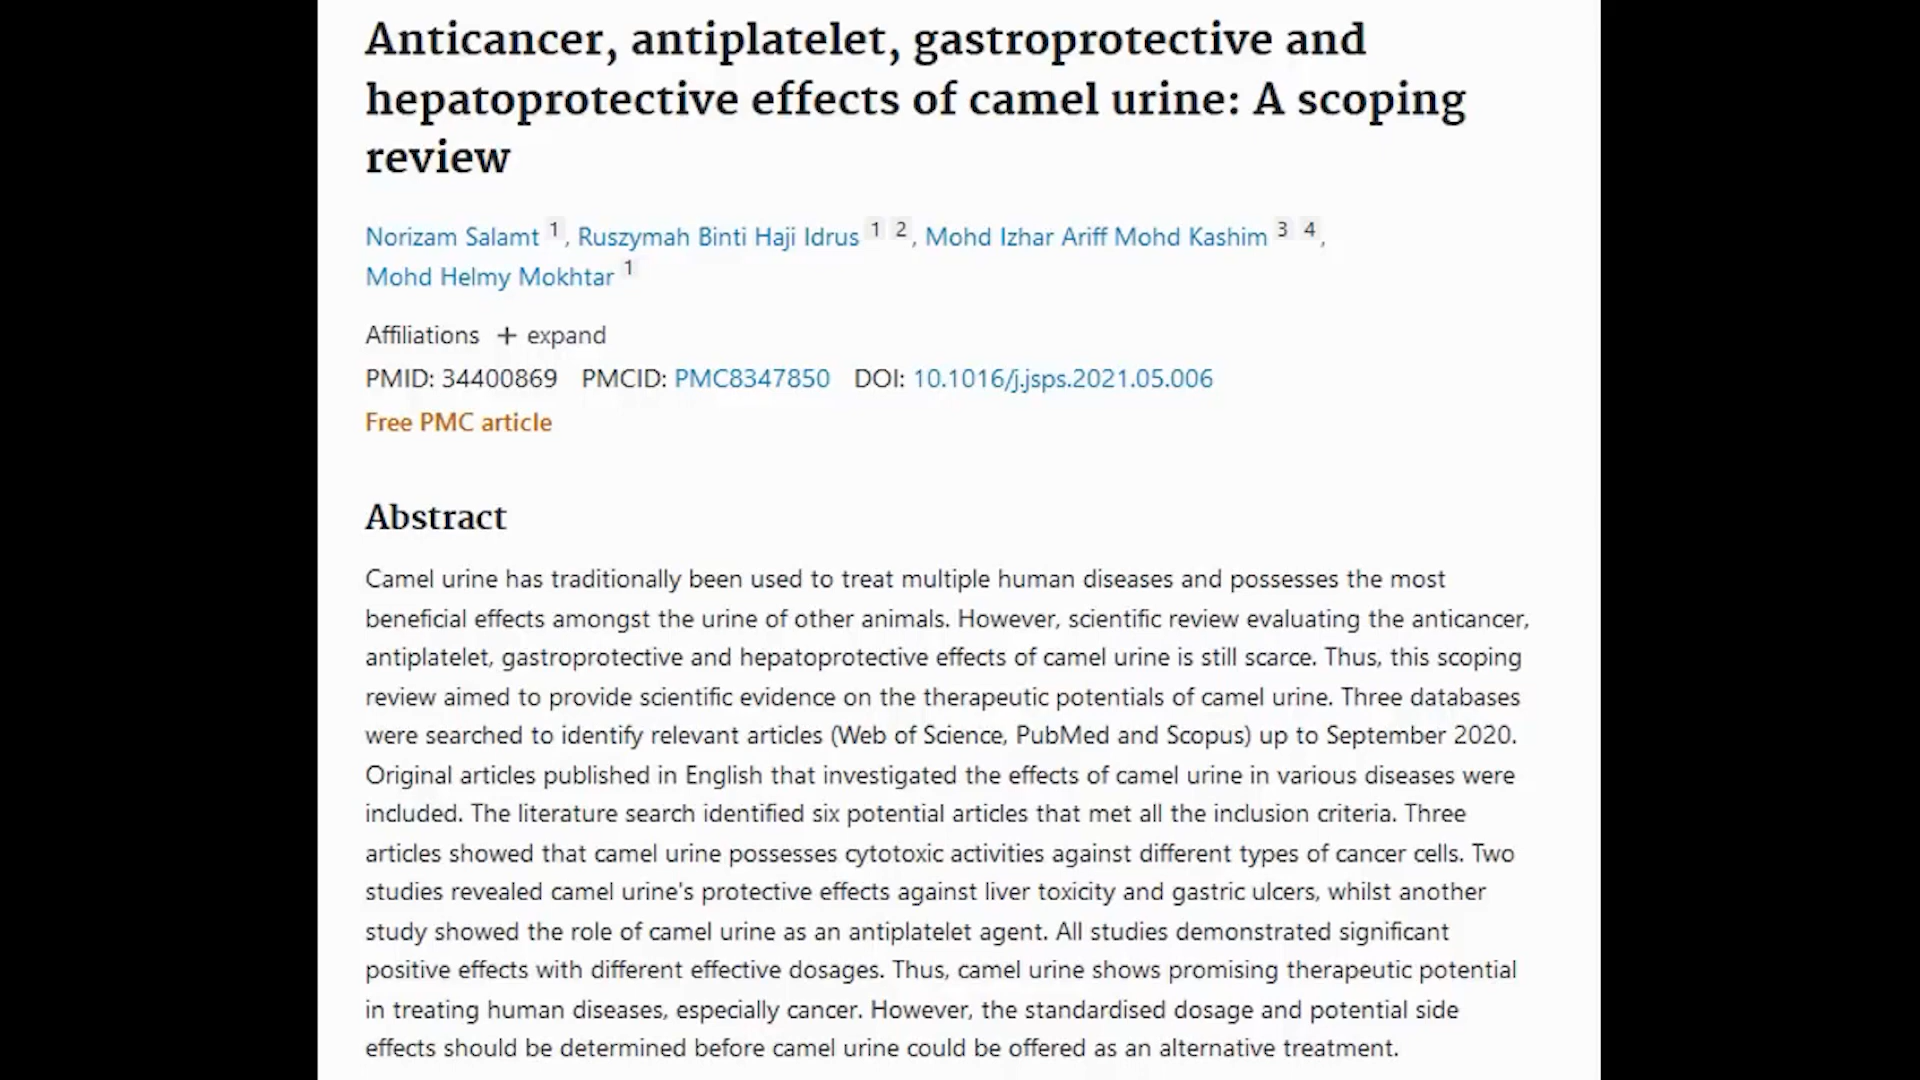 Anticancer, antiplatelet, gastroprotective and
hepatoprotective effects of camel urine: A scoping
review
Norizam Salamt 1, Ruszymah Binti Haji Idrus 1 2, Mohd Izhar Ariff Mohd Kashim 3 4,
Mohd Helmy Mokhtar 1
Affiliations + expand
PMID: 34400869 PMCID: PMC8347850 DOI: 10.1016/j.jsps.2021.05.006
Free PMC article
Abstract
Camel urine has traditionally been used to treat multiple human diseases and possesses the most
beneficial effects amongst the urine of other animals. However, scientific review evaluating the anticancer,
antiplatelet, gastroprotective and hepatoprotective effects of camel urine is still scarce. Thus, this scoping
review aimed to provide scientific evidence on the therapeutic potentials of camel urine. Three databases
were searched to identify relevant articles (Web of Science, PubMed and Scopus) up to September 2020.
Original articles published in English that investigated the effects of camel urine in various diseases were
included. The literature search identified six potential articles that met all the inclusion criteria. Three
articles showed that camel urine possesses cytotoxic activities against different types of cancer cells. Two
studies revealed camel urine's protective effects against liver toxicity and gastric ulcers, whilst another
study showed the role of camel urine as an antiplatelet agent. All studies demonstrated significant
positive effects with different effective dosages. Thus, camel urine shows promising therapeutic potential
in treating human diseases, especially cancer. However, the standardised dosage and potential side
effects should be determined before camel urine could be offered as an alternative treatment.